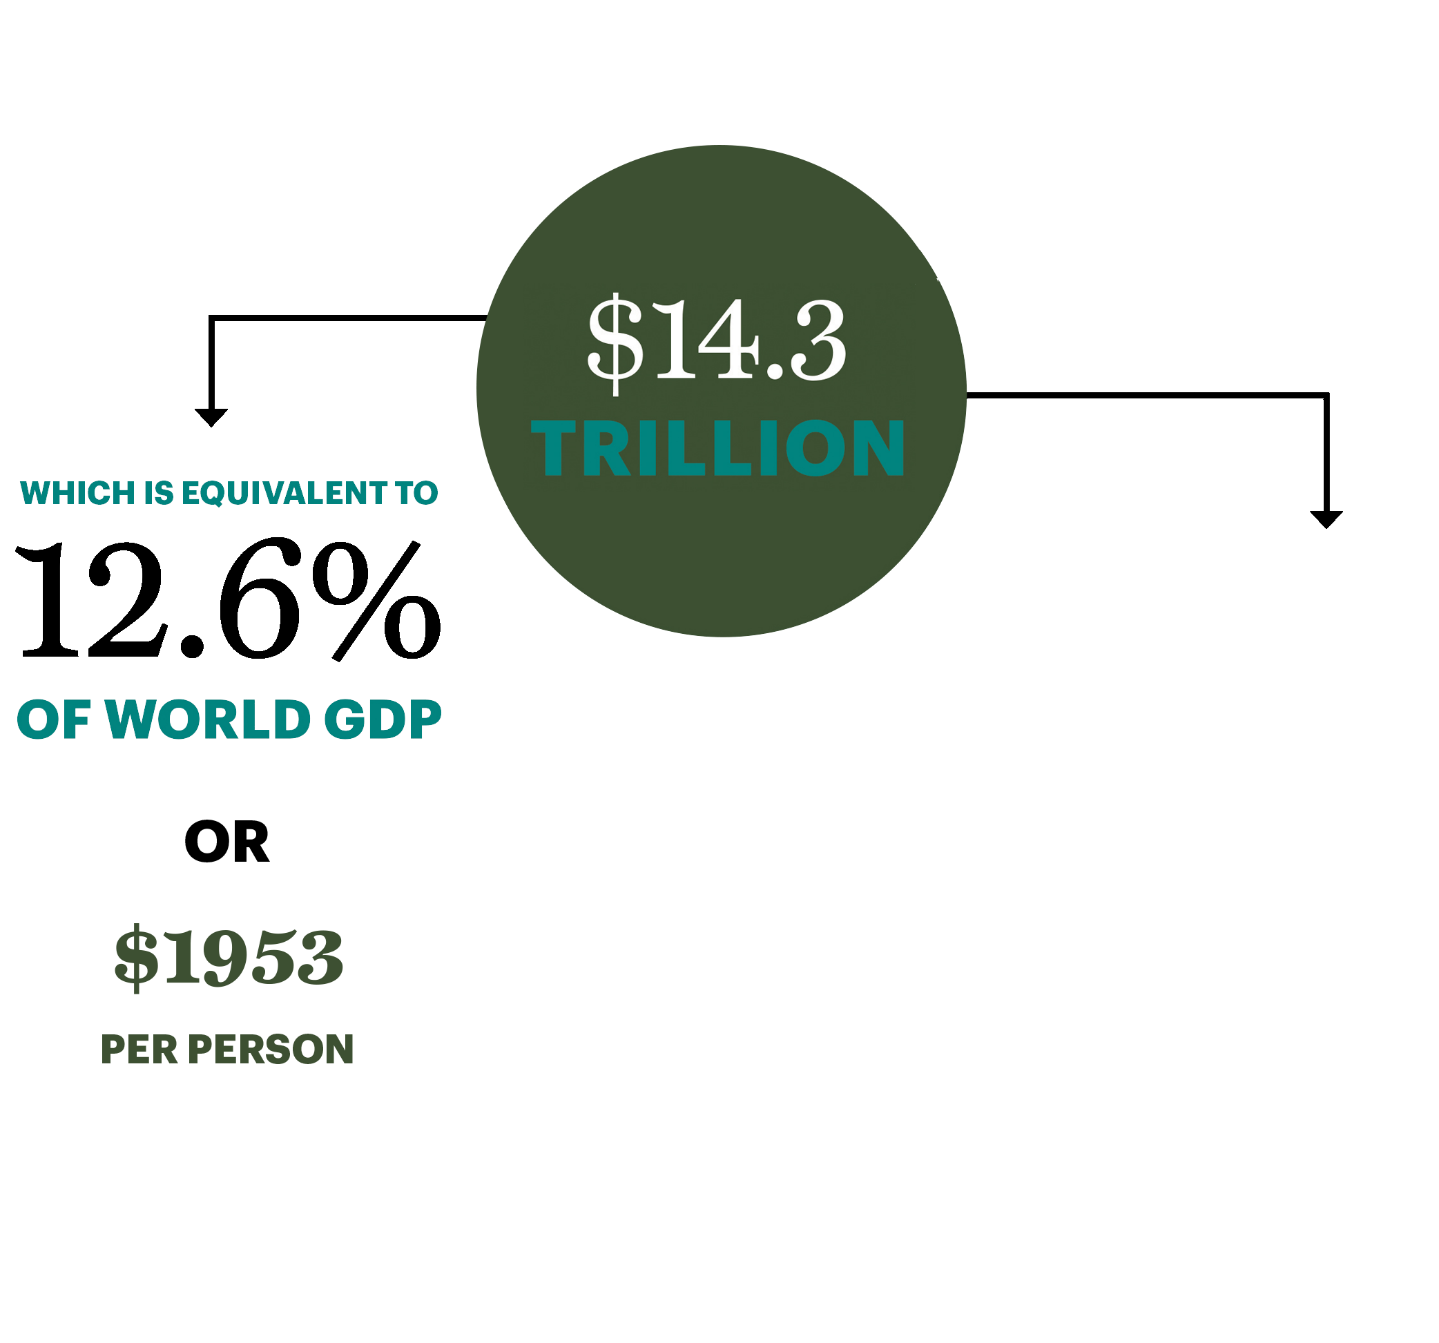 $14.3
TRILLION
WHICH IS EQUIVALENT TO
12.6%
OF WORLD GDP
OR
$1953
PER PERSON